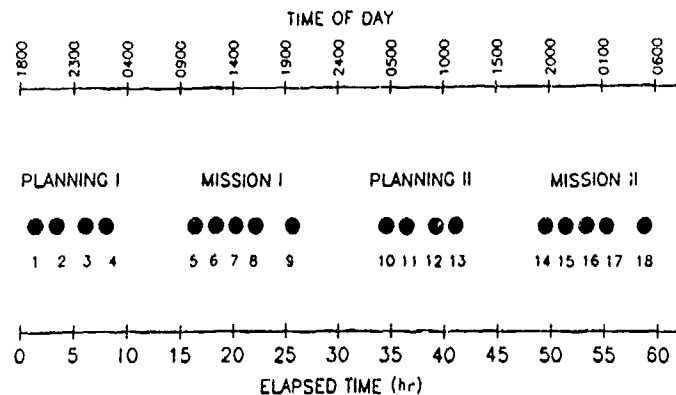 TIME OF DAY
1800 2300 0400 0900 1400 1900 2400 0500 1000 1500 2000 0100 0600
PLANNING I MISSION I PLANNING II MISSION II
1 2 3 4 5 6 7 8 9 10 11 12 13 14 15 16 17 18
0 5 10 15 20 25 30 35 40 45 50 55 60
ELAPSED TIME (hr)